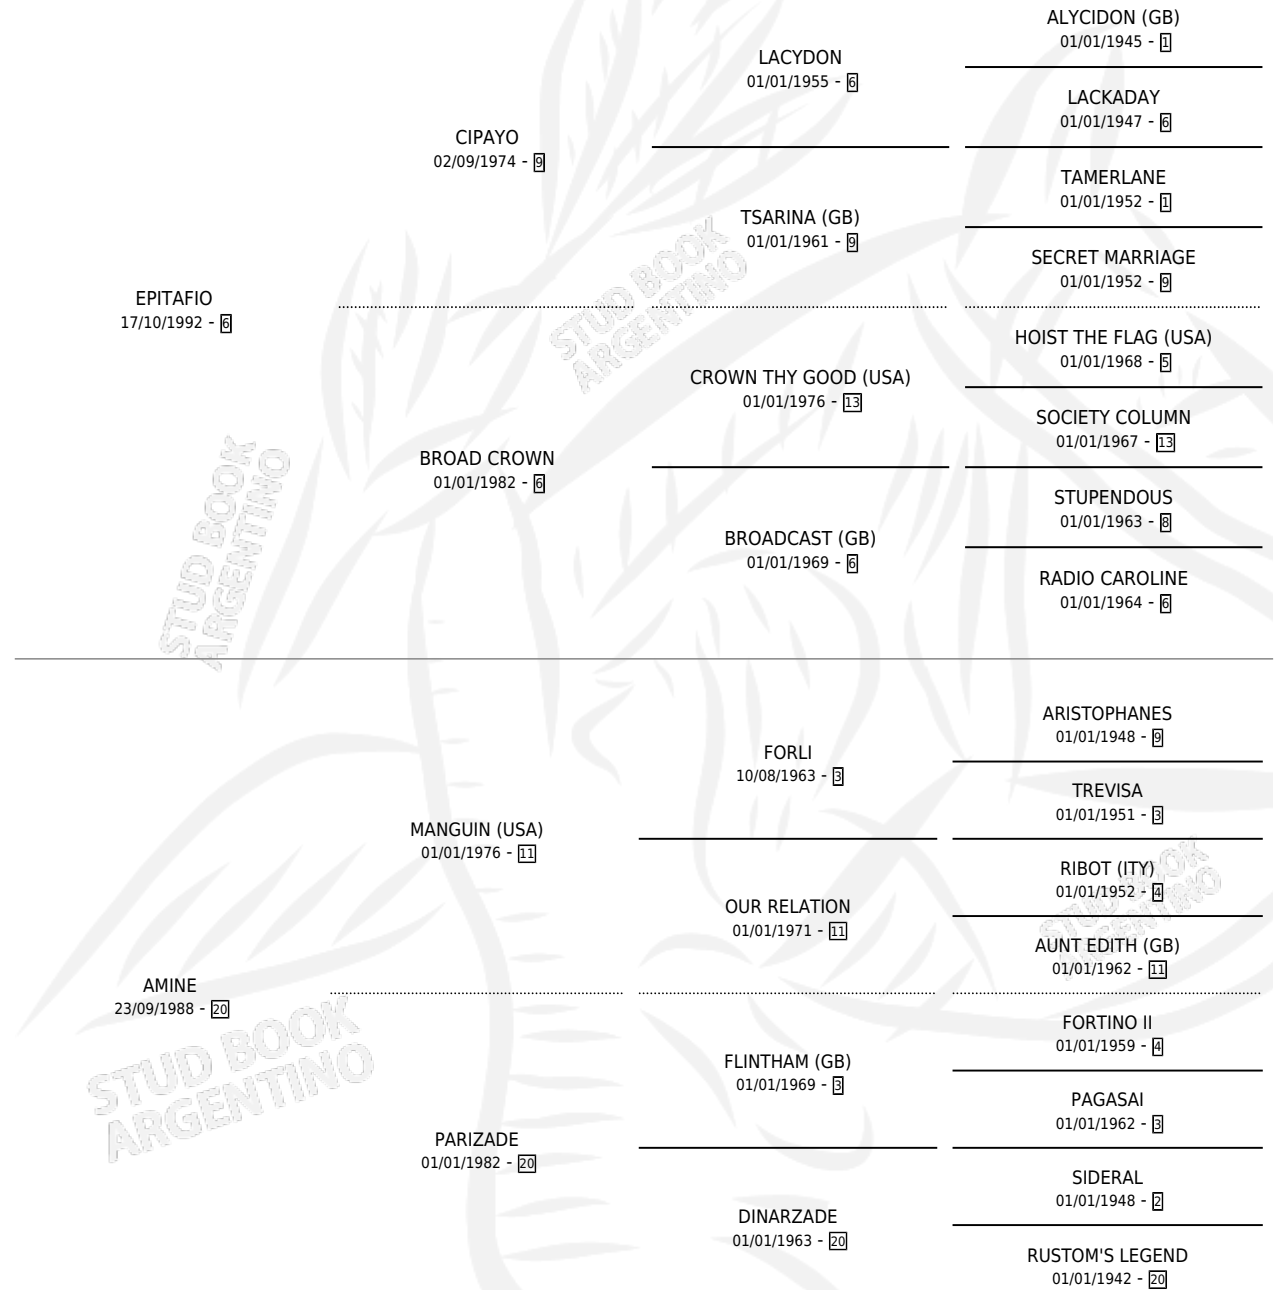 ALYCIDON (GB)
01/01/1945 - 1
LACYDON
01/01/1955 - 6
LACKADAY
01/01/1947 - 6
CIPAYO
02/09/1974 - 9
TAMERLANE
01/01/1952 - 1
TSARINA (GB)
01/01/1961 - 9
SECRET MARRIAGE
01/01/1952 - 9
EPITAFIO
17/10/1992 - 6
HOIST THE FLAG (USA)
01/01/1968 - 5
CROWN THY GOOD (USA)
01/01/1976 - 13
SOCIETY COLUMN
01/01/1967 - 13
BROAD CROWN
01/01/1982 - 6
STUPENDOUS
01/01/1963 - 8
BROADCAST (GB)
01/01/1969 - 6
RADIO CAROLINE
01/01/1964 - 6
STUD BOOK
ARGENTINO
STUD BOOK
ARGENTINO
ARISTOPHANES
01/01/1948 - 9
FORLI
10/08/1963 - 3
TREVISA
01/01/1951 - 3
MANGUIN (USA)
01/01/1976 - 11
RIBOT (ITY)
01/01/1952 - 4
OUR RELATION
01/01/1971 - 11
AUNT EDITH (GB)
01/01/1962 - 11
AMINE
23/09/1988 - 20
FORTINO II
01/01/1959 - 4
FLINTHAM (GB)
01/01/1969 - 3
PAGASAI
01/01/1962 - 3
PARIZADE
01/01/1982 - 20
SIDERAL
01/01/1948 - 2
DINARZADE
01/01/1963 - 20
RUSTOM'S LEGEND
01/01/1942 - 20
STUD BOOK
ARGENTINO
STUD BOOK
ARGENTINO